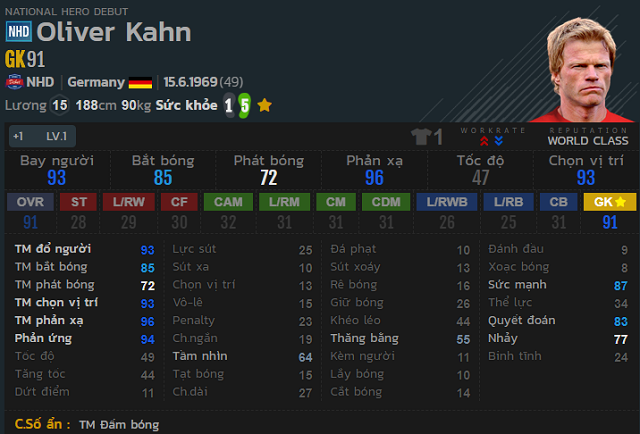 NATIONAL HERO DEBUT
NHD Oliver Kahn
GK91
NHD Germany 15.6.1969(49)
Lương 15 188cm 90kg Sức khỏe 1 5
+1 LV.1
1 WORKRATE REPUTATION WORLD CLASS
Bay người Bắt bóng Phát bóng Phản xạ Tốc độ Chọn vị trí
93 85 72 96 47 93
OVR ST L/RW CF CAM L/RM CM CDM L/RWB L/RB CB GK
91 28 29 30 32 31 31 31 26 25 31 91
TM đổ người 93 Lực sút 25 Đá phạt 10 Đánh đầu 9
TM bắt bóng 85 Sút xa 10 Sút xoáy 13 Xoạc bóng 8
TM phát bóng 72 Chọn vị trí 13 Rê bóng 16 Sức mạnh 87
TM chọn vị trí 93 Vô-lê 15 Giữ bóng 26 Thể lực 34
TM phản xạ 96 Penalty 23 Khéo léo 44 Quyết đoán 83
Phản ứng 94 Ch.ngắn 19 Thăng bằng 55 Nhảy 77
Tốc độ 49 Tầm nhìn 64 Kèm người 11 Bình tĩnh 24
Tăng tốc 44 Tạt bóng 15 Lấy bóng 10
Dứt điểm 11 Ch.dài 27 Cắt bóng 14
C.Số ẩn : TM Đấm bóng